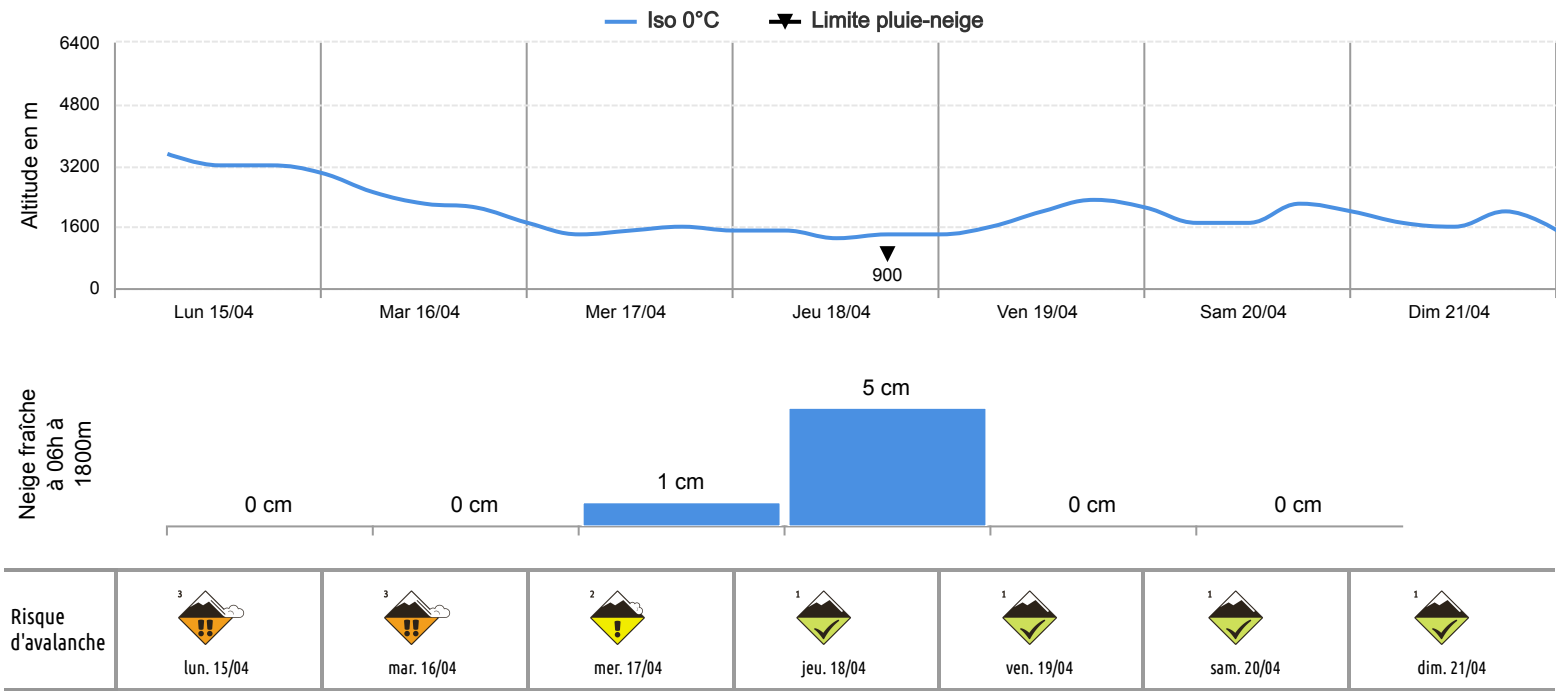 Iso 0°C Limite pluie-neige
6400
4800
3200
1600
0
Altitude en m
900
Lun 15/04 Mar 16/04 Mer 17/04 Jeu 18/04 Ven 19/04 Sam 20/04 Dim 21/04
Neige fraîche
à 06h à
1800m
0 cm 0 cm 1 cm 5 cm 0 cm 0 cm
Risque
d'avalanche
3 3 2 1 1 1 1
!! !! !
lun. 15/04 mar. 16/04 mer. 17/04 jeu. 18/04 ven. 19/04 sam. 20/04 dim. 21/04